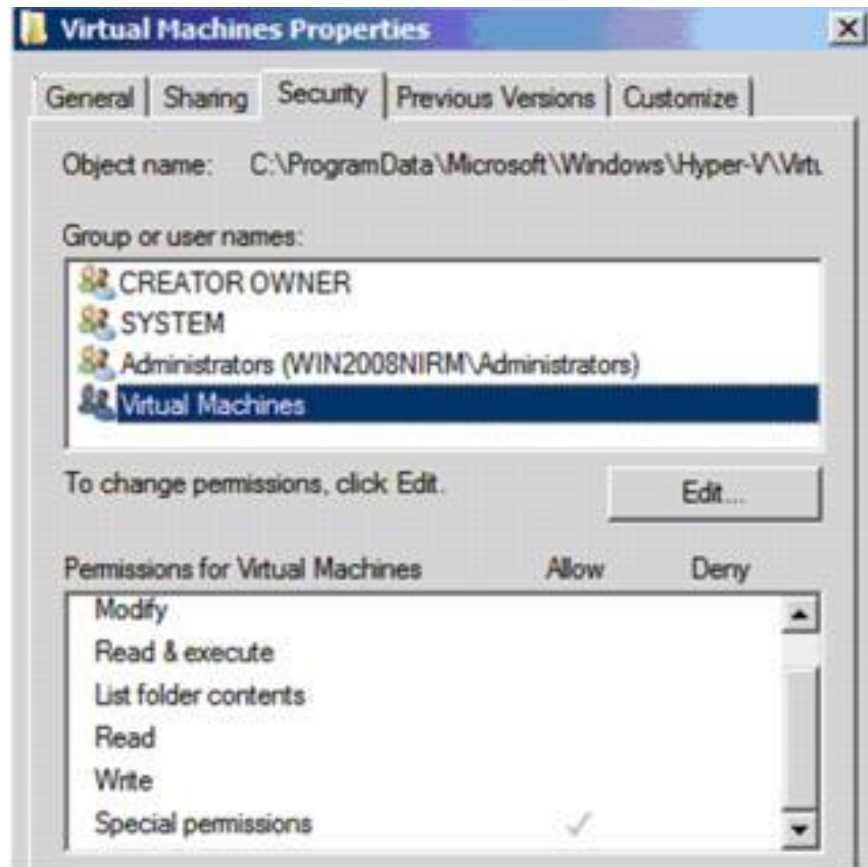 Virtual Machines Properties
General Sharing Security Previous Versions Customize
Object name: C:\ProgramData\Microsoft\Windows\Hyper-V\Virtu
Group or user names:
CREATOR OWNER
SYSTEM
Administrators (WIN2008NIRM\Administrators)
Virtual Machines
To change permissions, click Edit.
Edit...
Permissions for Virtual Machines Allow Deny
Modify
Read & execute
List folder contents
Read
Write
Special permissions